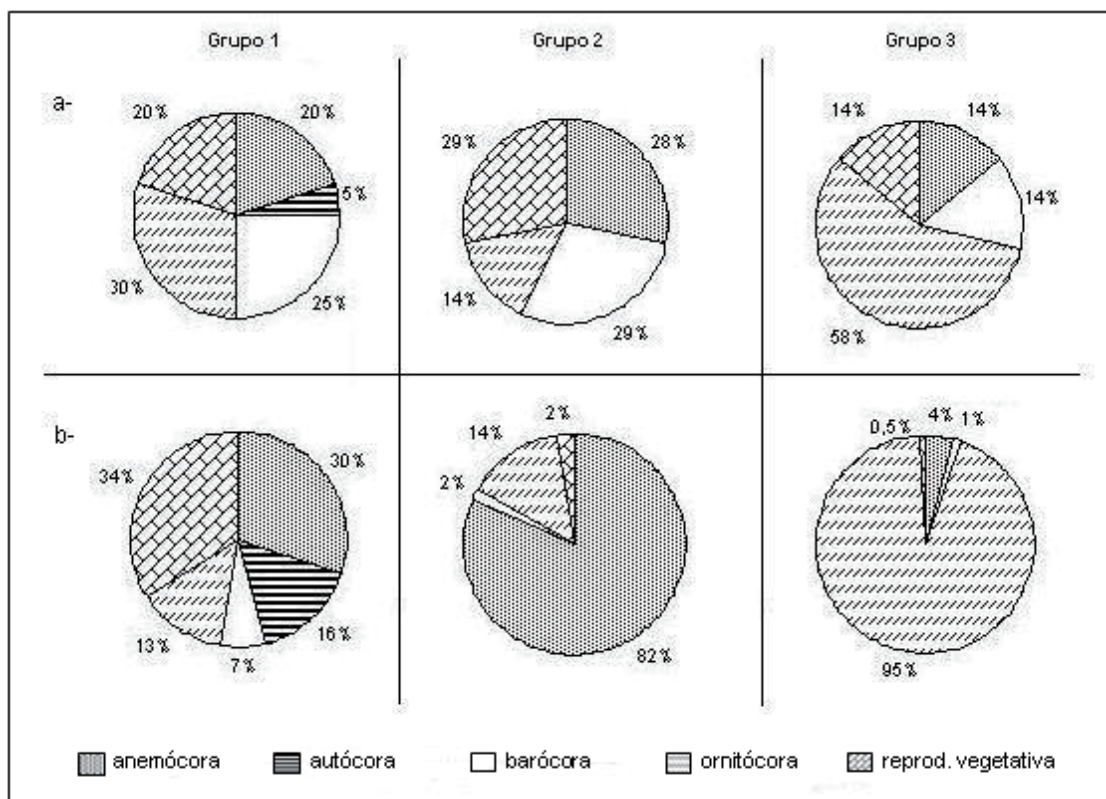 Grupo 1 Grupo 2 Grupo 3
a-
20% 20% 5% 25% 30%
29% 28% 29% 14%
14% 14% 14% 58%
b-
34% 30% 16% 7% 13%
2% 14% 2% 82%
0,5% 4% 1% 95%
anemócora autócora barócora ornitócora reprod. vegetativa